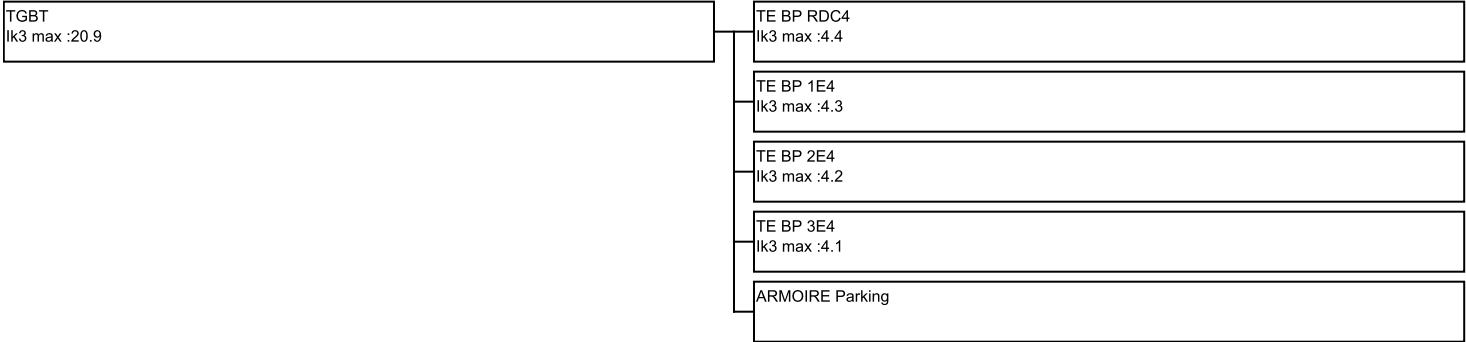 TGBT
Ik3 max :20.9
TE BP RDC4
Ik3 max :4.4
TE BP 1E4
Ik3 max :4.3
TE BP 2E4
Ik3 max :4.2
TE BP 3E4
Ik3 max :4.1
ARMOIRE Parking